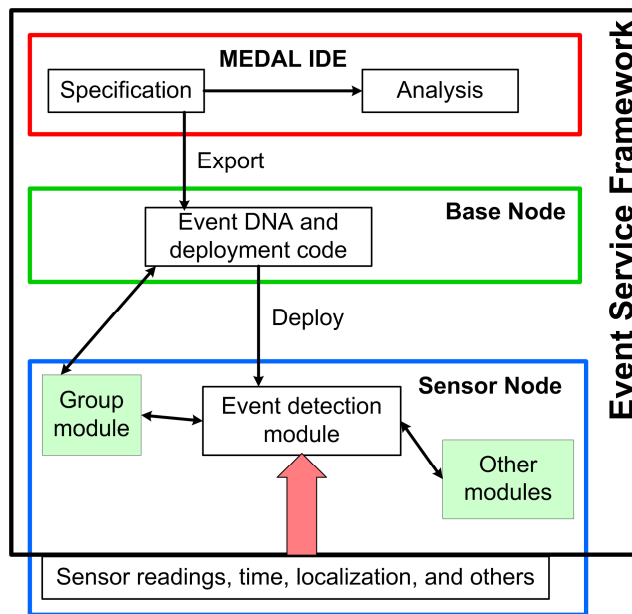 MEDAL IDE
Specification
Analysis
Export
Base Node
Event DNA and
deployment code
Deploy
Sensor Node
Group
module
Event detection
module
Other
modules
Sensor readings, time, localization, and others
Event Service Framework